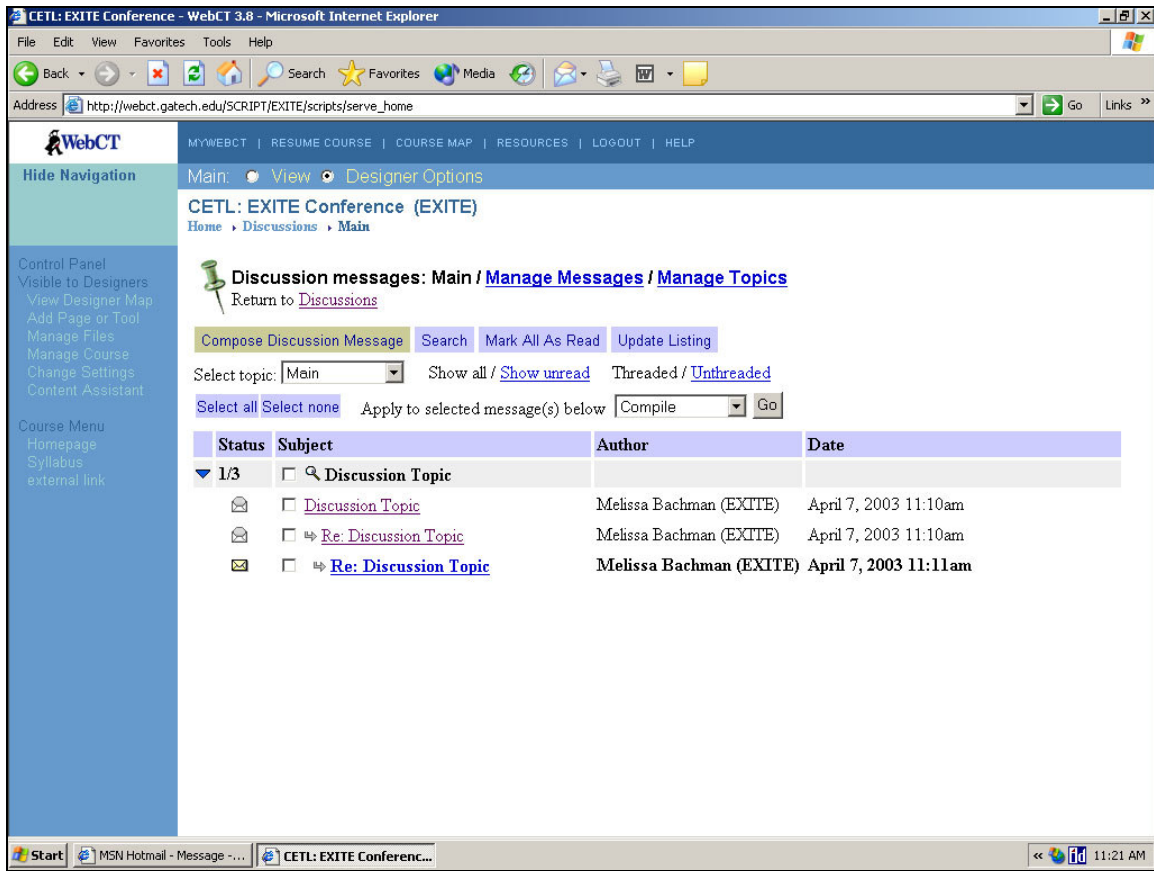 CETL: EXITE Conference - WebCT 3.8 - Microsoft Internet Explorer
File Edit View Favorites Tools Help
Back Search Favorites Media
Address http://webct.gatech.edu/SCRIPT/EXITE/scripts/serve_home Go Links »
WebCT
MYWEBCT | RESUME COURSE | COURSE MAP | RESOURCES | LOGOUT | HELP
Hide Navigation
Main: View Designer Options
CETL: EXITE Conference (EXITE)
Home Discussions Main
Control Panel
Visible to Designers
View Designer Map
Add Page or Tool
Manage Files
Manage Course
Change Settings
Content Assistant
Course Menu
Homepage
Syllabus
external link
Discussion messages: Main / Manage Messages / Manage Topics
Return to Discussions
Compose Discussion Message Search Mark All As Read Update Listing
Select topic: Main Show all / Show unread Threaded / Unthreaded
Select all Select none Apply to selected message(s) below Compile Go
Status Subject Author Date
1/3 Discussion Topic
Discussion Topic Melissa Bachman (EXITE) April 7, 2003 11:10am
Re: Discussion Topic Melissa Bachman (EXITE) April 7, 2003 11:10am
Re: Discussion Topic Melissa Bachman (EXITE) April 7, 2003 11:11am
Start MSN Hotmail - Message -... CETL: EXITE Conferenc... « 11:21 AM